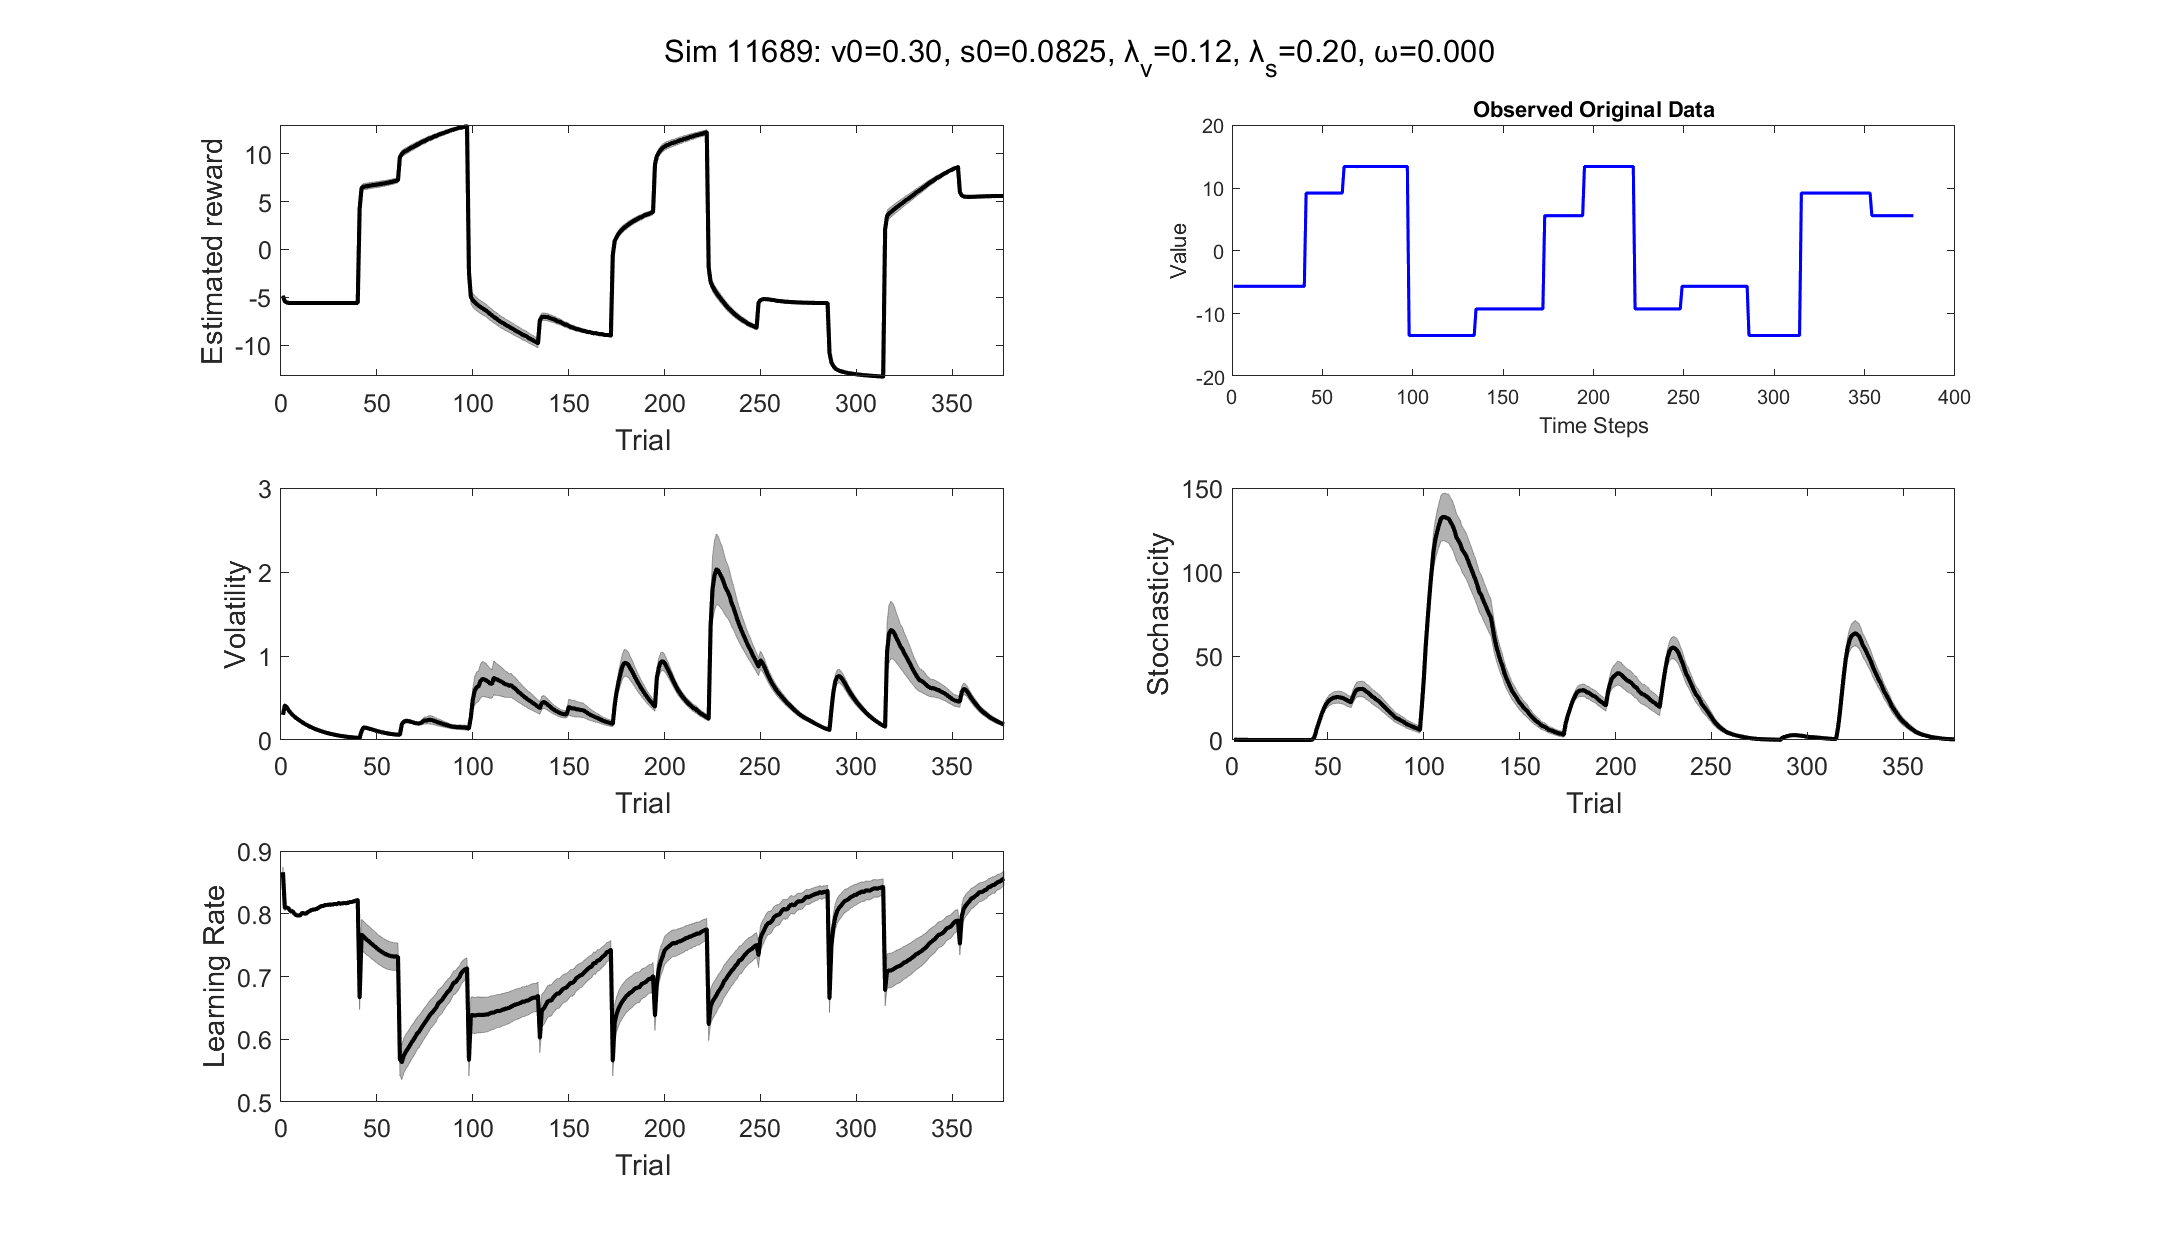 Sim 11689: v0=0.30, s0=0.0825, λ_v=0.12, λ_s=0.20, ω=0.000
Estimated reward
10
5
0
-5
-10
0 50 100 150 200 250 300 350
Trial
Observed Original Data
Value
20
10
0
-10
-20
0 50 100 150 200 250 300 350 400
Time Steps
Volatility
3
2
1
0
0 50 100 150 200 250 300 350
Trial
Stochasticity
150
100
50
0
0 50 100 150 200 250 300 350
Trial
Learning Rate
0.9
0.8
0.7
0.6
0.5
0 50 100 150 200 250 300 350
Trial